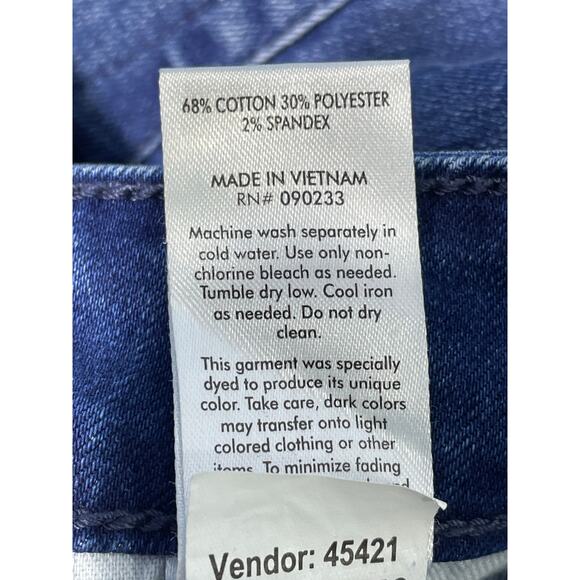 68% COTTON 30% POLYESTER
2% SPANDEX
MADE IN VIETNAM
RN# 090233
Machine wash separately in
cold water. Use only non-
chlorine bleach as needed.
Tumble dry low. Cool iron
as needed. Do not dry
clean.
This garment was specially
dyed to produce its unique
color. Take care, dark colors
may transfer onto light
colored clothing or other
items. To minimize fading
Vendor: 45421